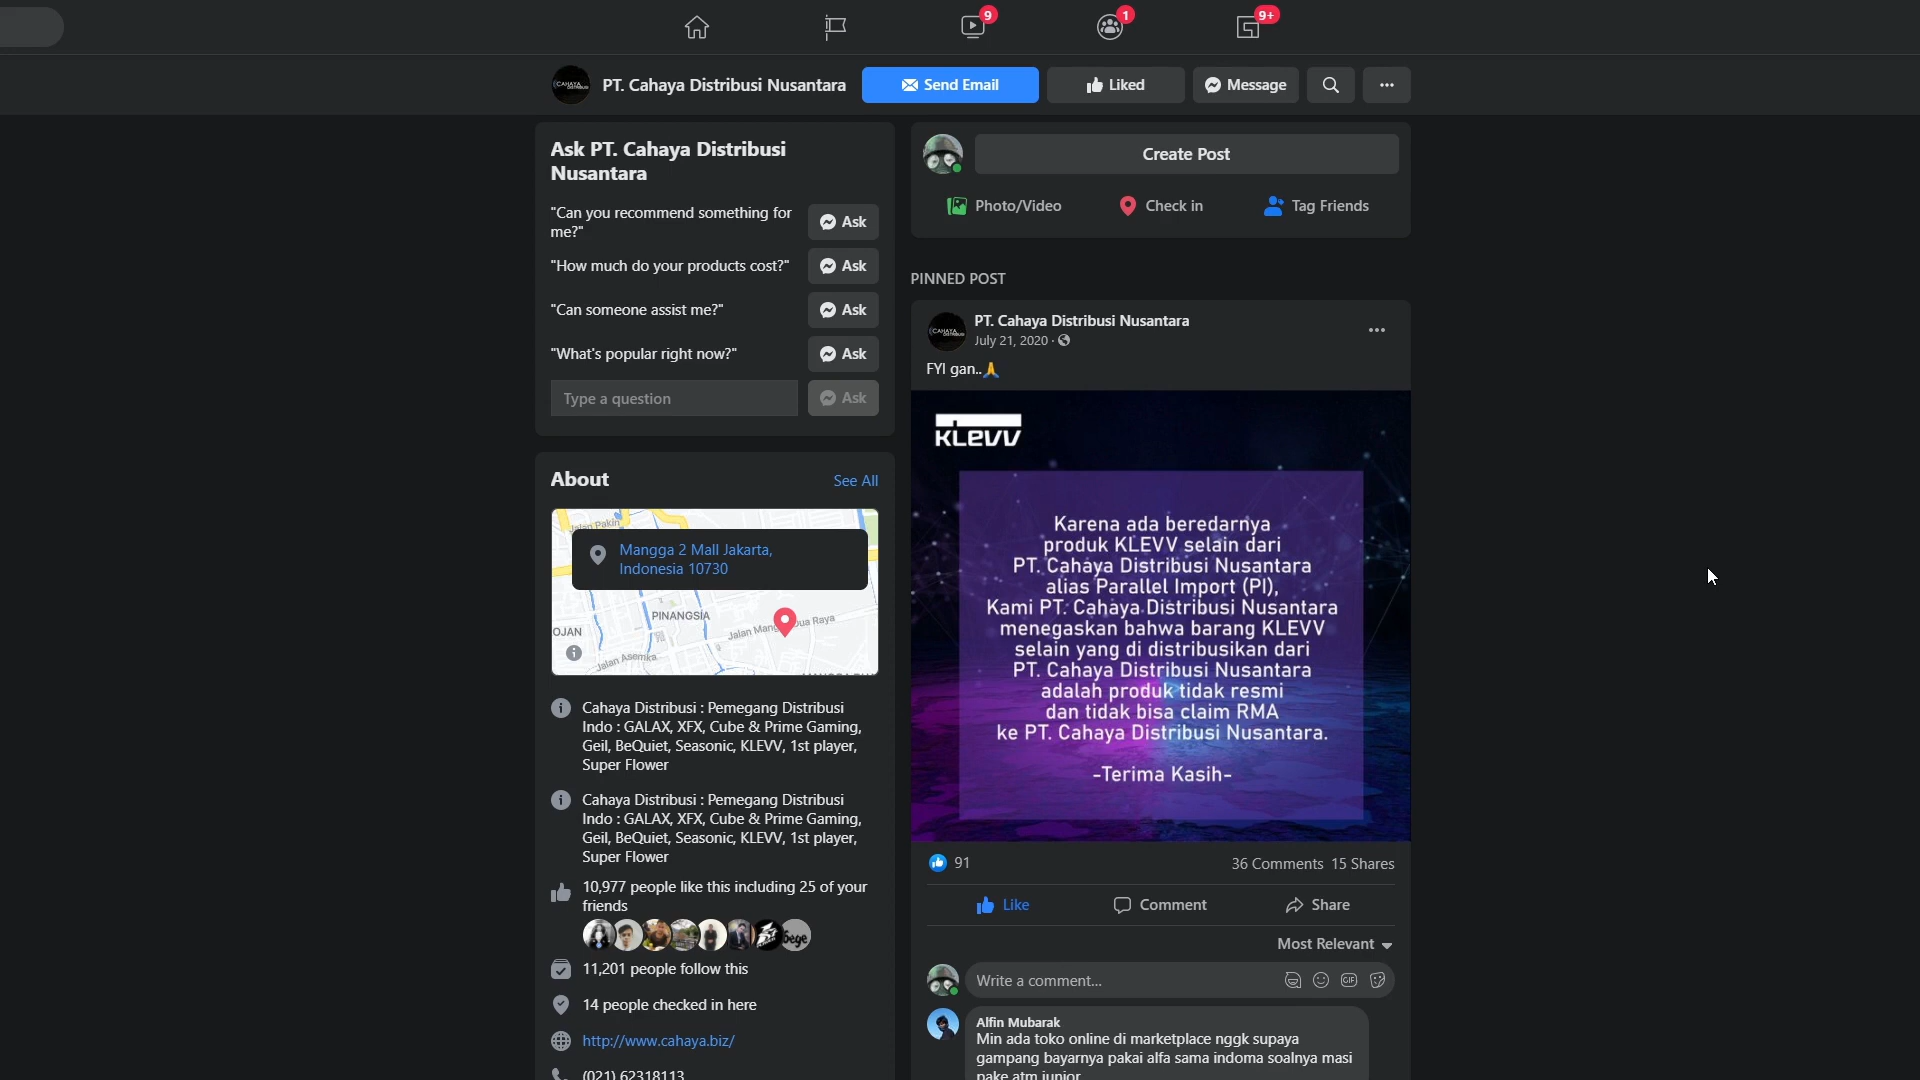 9
1
9+
CAHAYA
DISTRIBUSI
PT. Cahaya Distribusi Nusantara
Send Email
Liked
Message
Ask PT. Cahaya Distribusi
Nusantara
"Can you recommend something for
me?"
Ask
"How much do your products cost?"
Ask
"Can someone assist me?"
Ask
"What's popular right now?"
Ask
Type a question
Ask
About
See All
Jalan Pakin
Mangga 2 Mall Jakarta,
Indonesia 10730
PINANGSIA
OJAN
Jalan Mang ua Raya
Jalan Asemka
Cahaya Distribusi : Pemegang Distribusi
Indo : GALAX, XFX, Cube & Prime Gaming,
Geil, BeQuiet, Seasonic, KLEVV, 1st player,
Super Flower
Cahaya Distribusi : Pemegang Distribusi
Indo : GALAX, XFX, Cube & Prime Gaming,
Geil, BeQuiet, Seasonic, KLEVV, 1st player,
Super Flower
10,977 people like this including 25 of your
friends
11,201 people follow this
14 people checked in here
http://www.cahaya.biz/
(021) 62318113
Create Post
Photo/Video
Check in
Tag Friends
PINNED POST
CAHAYA
DISTRIBUSI
PT. Cahaya Distribusi Nusantara
July 21, 2020 ·
FYI gan..🙏
KLEVV
Karena ada beredarnya
produk KLEVV selain dari
PT. Cahaya Distribusi Nusantara
alias Parallel Import (PI),
Kami PT. Cahaya Distribusi Nusantara
menegaskan bahwa barang KLEVV
selain yang di distribusikan dari
PT. Cahaya Distribusi Nusantara
adalah produk tidak resmi
dan tidak bisa claim RMA
ke PT. Cahaya Distribusi Nusantara.
-Terima Kasih-
91
36 Comments 15 Shares
Like
Comment
Share
Most Relevant
Write a comment...
GIF
Alfin Mubarak
Min ada toko online di marketplace nggk supaya
gampang bayarnya pakai alfa sama indoma soalnya masi
pake atm junior